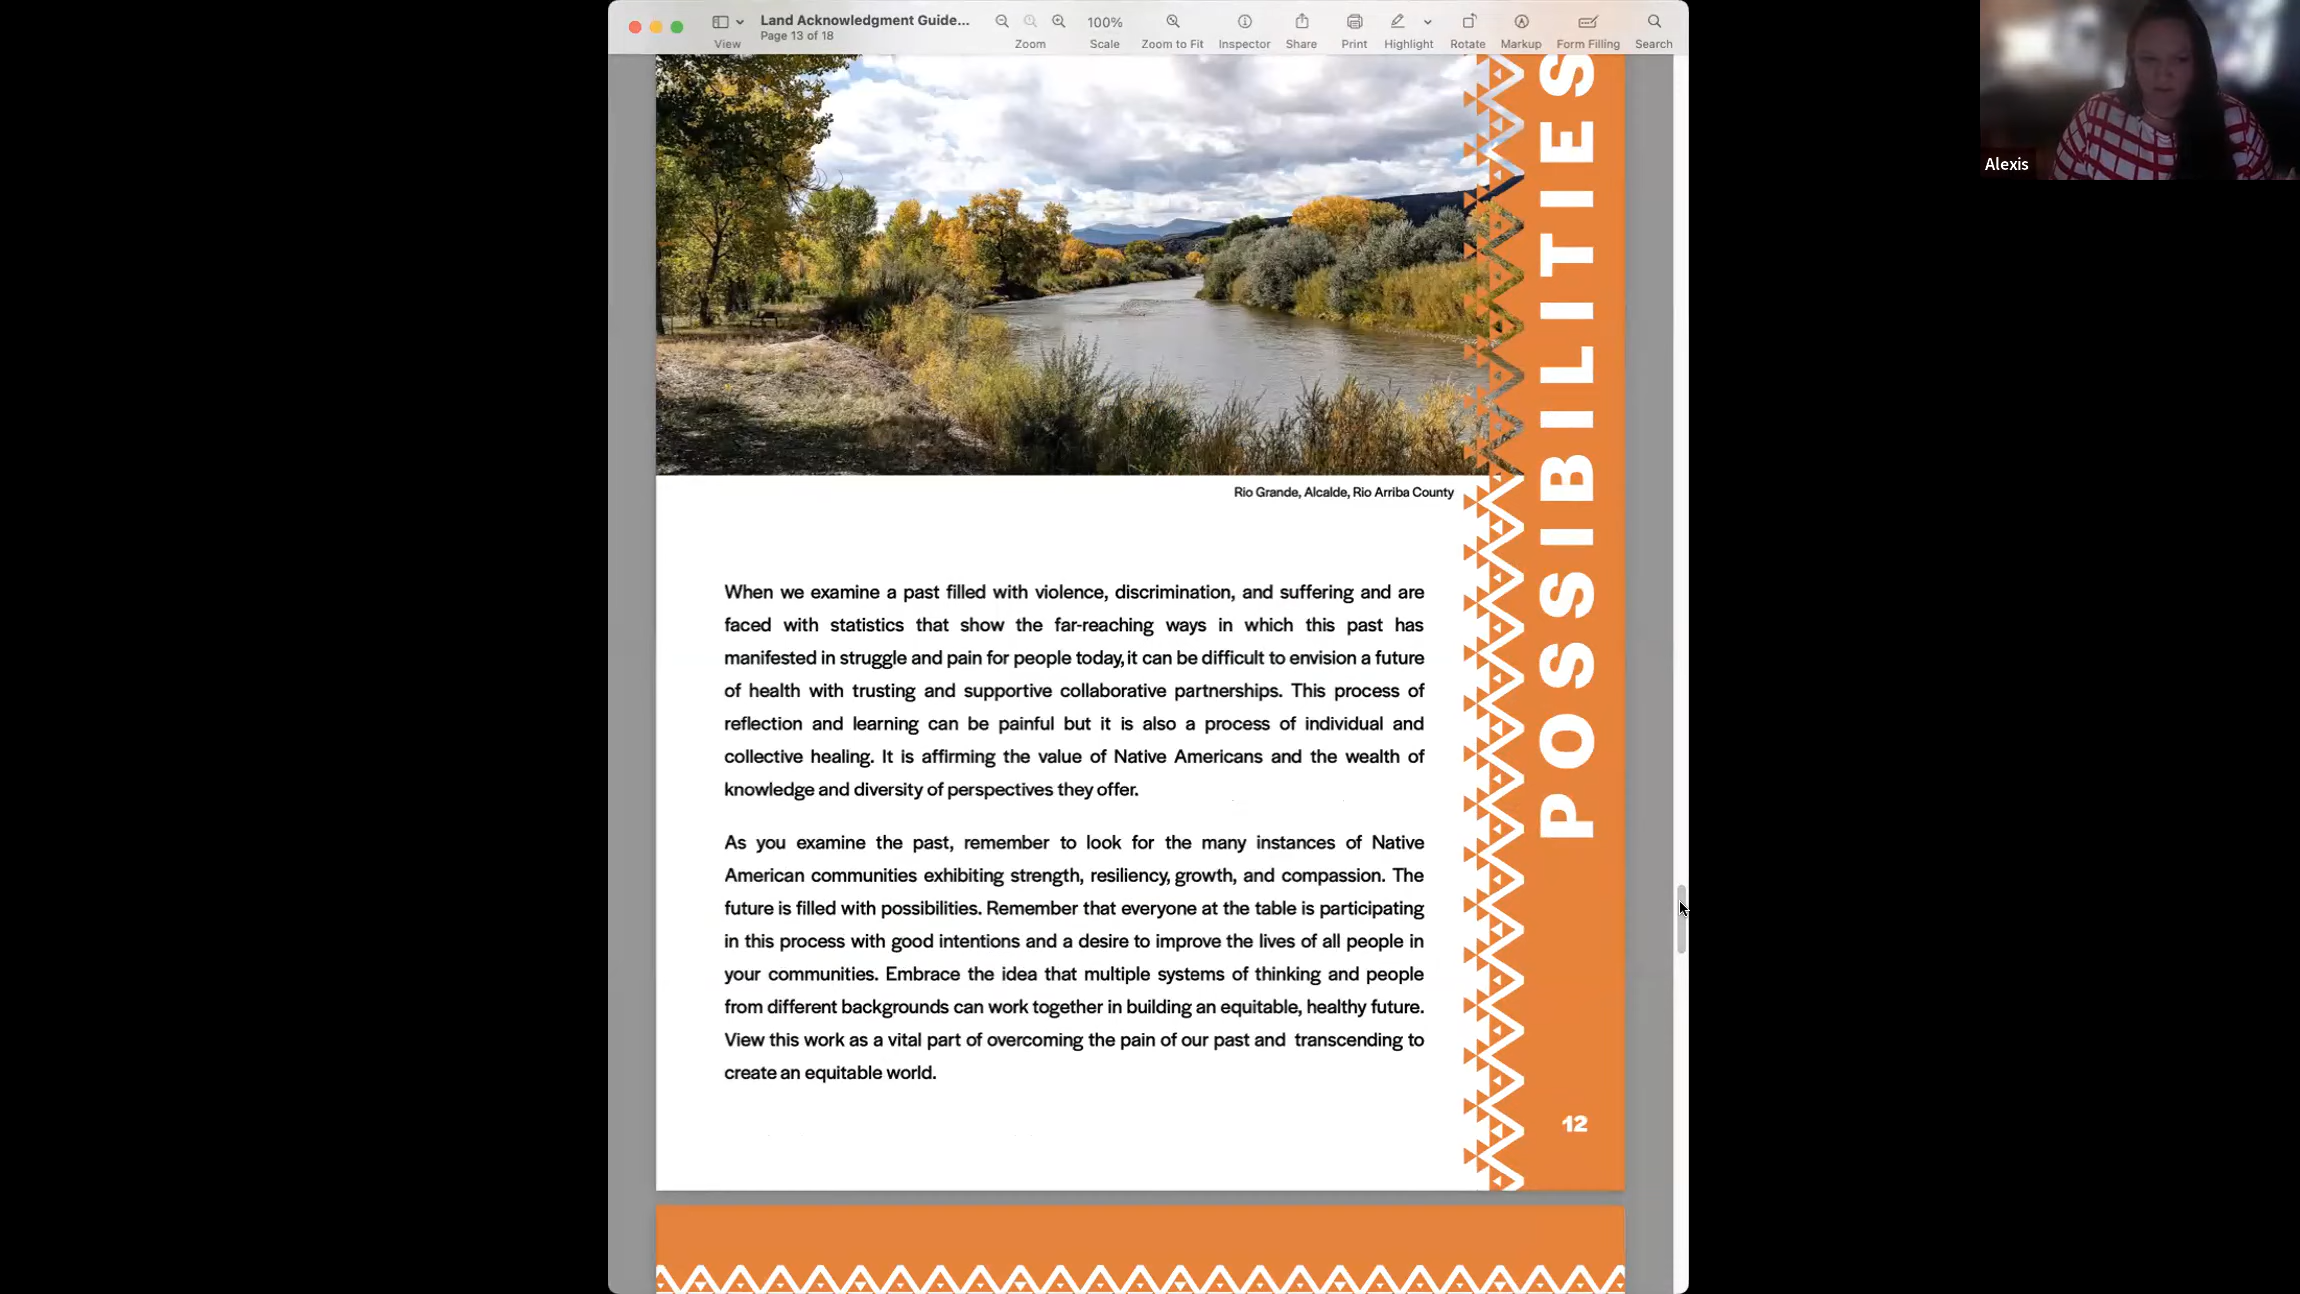 Land Acknowledgment Guide...
Page 13 of 18
View
Zoom
100%
Scale
Zoom to Fit
Inspector
Share
Print
Highlight
Rotate
Markup
Form Filling
Search
Alexis
POSSIBILITIES
Rio Grande, Alcalde, Rio Arriba County
When we examine a past filled with violence, discrimination, and suffering and are
faced with statistics that show the far-reaching ways in which this past has
manifested in struggle and pain for people today, it can be difficult to envision a future
of health with trusting and supportive collaborative partnerships. This process of
reflection and learning can be painful but it is also a process of individual and
collective healing. It is affirming the value of Native Americans and the wealth of
knowledge and diversity of perspectives they offer.
As you examine the past, remember to look for the many instances of Native
American communities exhibiting strength, resiliency, growth, and compassion. The
future is filled with possibilities. Remember that everyone at the table is participating
in this process with good intentions and a desire to improve the lives of all people in
your communities. Embrace the idea that multiple systems of thinking and people
from different backgrounds can work together in building an equitable, healthy future.
View this work as a vital part of overcoming the pain of our past and transcending to
create an equitable world.
12